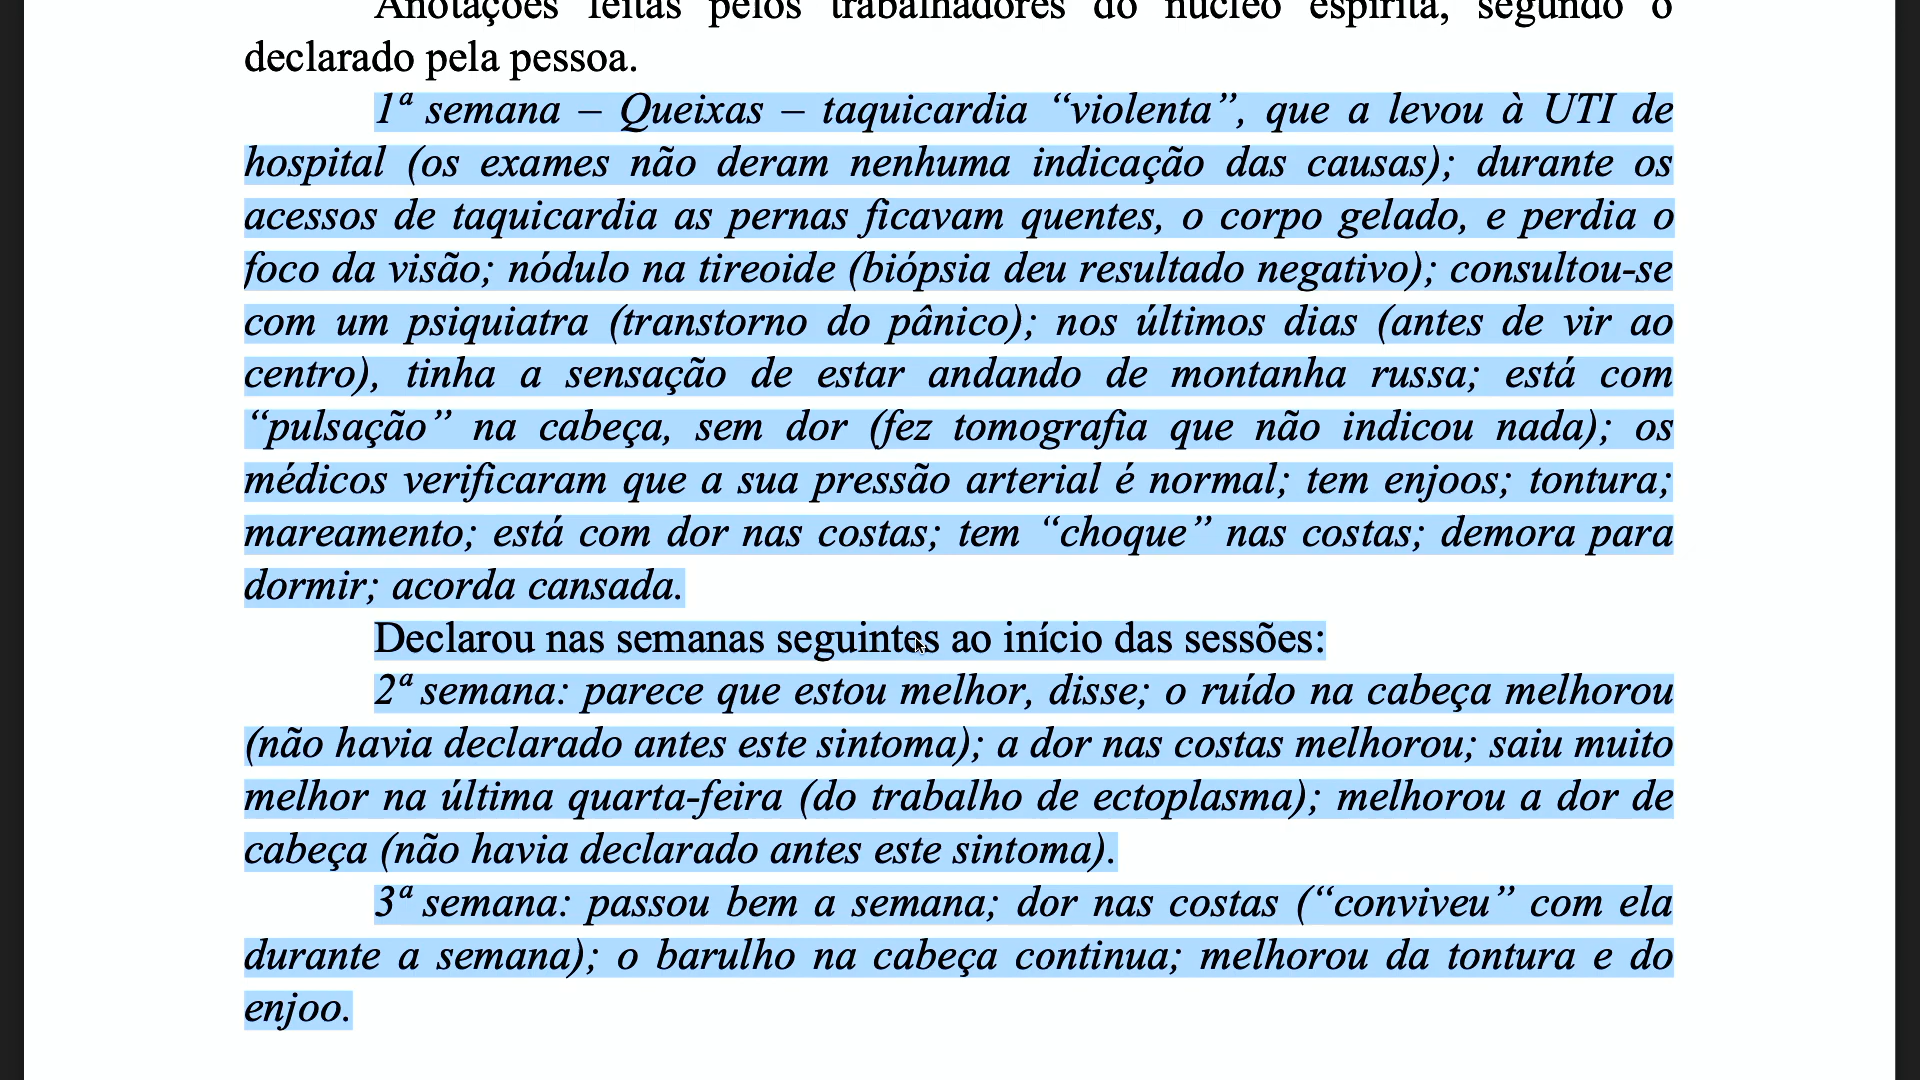 Anotações feitas pelos trabalhadores do núcleo espírita, segundo o
declarado pela pessoa.
1ª semana – Queixas – taquicardia “violenta”, que a levou à UTI de
hospital (os exames não deram nenhuma indicação das causas); durante os
acessos de taquicardia as pernas ficavam quentes, o corpo gelado, e perdia o
foco da visão; nódulo na tireoide (biópsia deu resultado negativo); consultou-se
com um psiquiatra (transtorno do pânico); nos últimos dias (antes de vir ao
centro), tinha a sensação de estar andando de montanha russa; está com
“pulsação” na cabeça, sem dor (fez tomografia que não indicou nada); os
médicos verificaram que a sua pressão arterial é normal; tem enjoos; tontura;
mareamento; está com dor nas costas; tem “choque” nas costas; demora para
dormir; acorda cansada.
Declarou nas semanas seguintes ao início das sessões:
2ª semana: parece que estou melhor, disse; o ruído na cabeça melhorou
(não havia declarado antes este sintoma); a dor nas costas melhorou; saiu muito
melhor na última quarta-feira (do trabalho de ectoplasma); melhorou a dor de
cabeça (não havia declarado antes este sintoma).
3ª semana: passou bem a semana; dor nas costas (“conviveu” com ela
durante a semana); o barulho na cabeça continua; melhorou da tontura e do
enjoo.